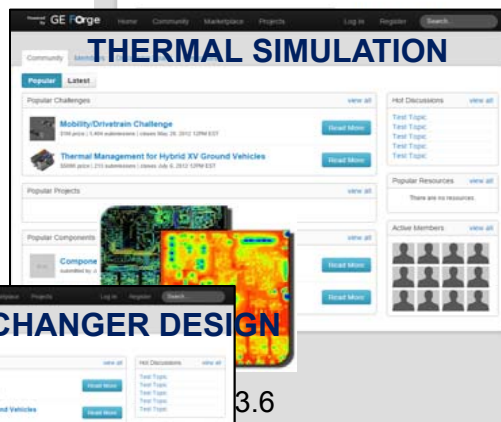 GE FOrge Home Community Marketplace Projects Log in Register Search...
THERMAL SIMULATION
Community
Popular Latest
Popular Challenges view all
Mobility/Drivetrain Challenge
Read More
Thermal Management for Hybrid XV Ground Vehicles
Read More
Popular Projects view all
Popular Components view all
Compone
submitted by
Read More
Read More
Hot Discussions view all
Test Topic
Test Topic
Test Topic
Test Topic
Test Topic
Popular Resources view all
There are no resources.
Active Members view all
Projects Log in Register Search...
CHANGER DESIGN
view all
Read More
nd Vehicles
Read More
Hot Discussions view all
Test Topic
Test Topic
Test Topic
Test Topic
Test Topic
3.6